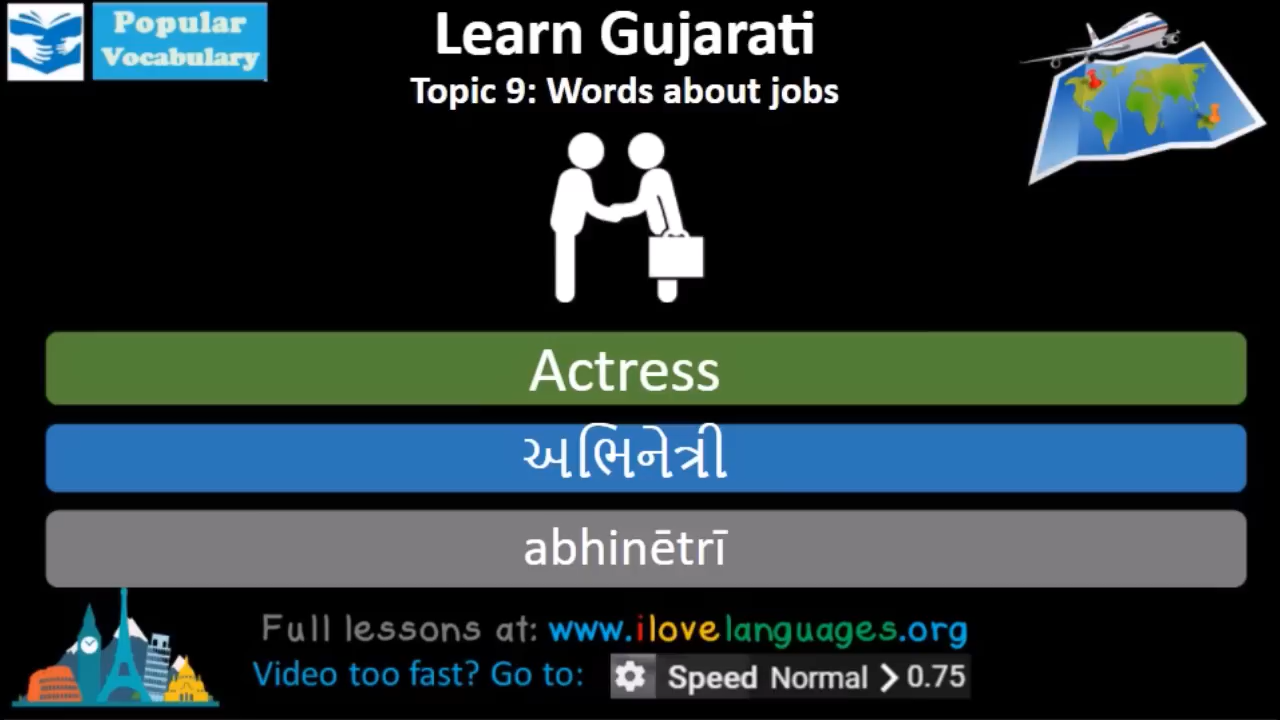 Popular
Vocabulary
Learn Gujarati
Topic 9: Words about jobs
Actress
અભિનેત્રી
abhinētrī
Full lessons at: www.ilovelanguages.org
Video too fast? Go to: Speed Normal > 0.75